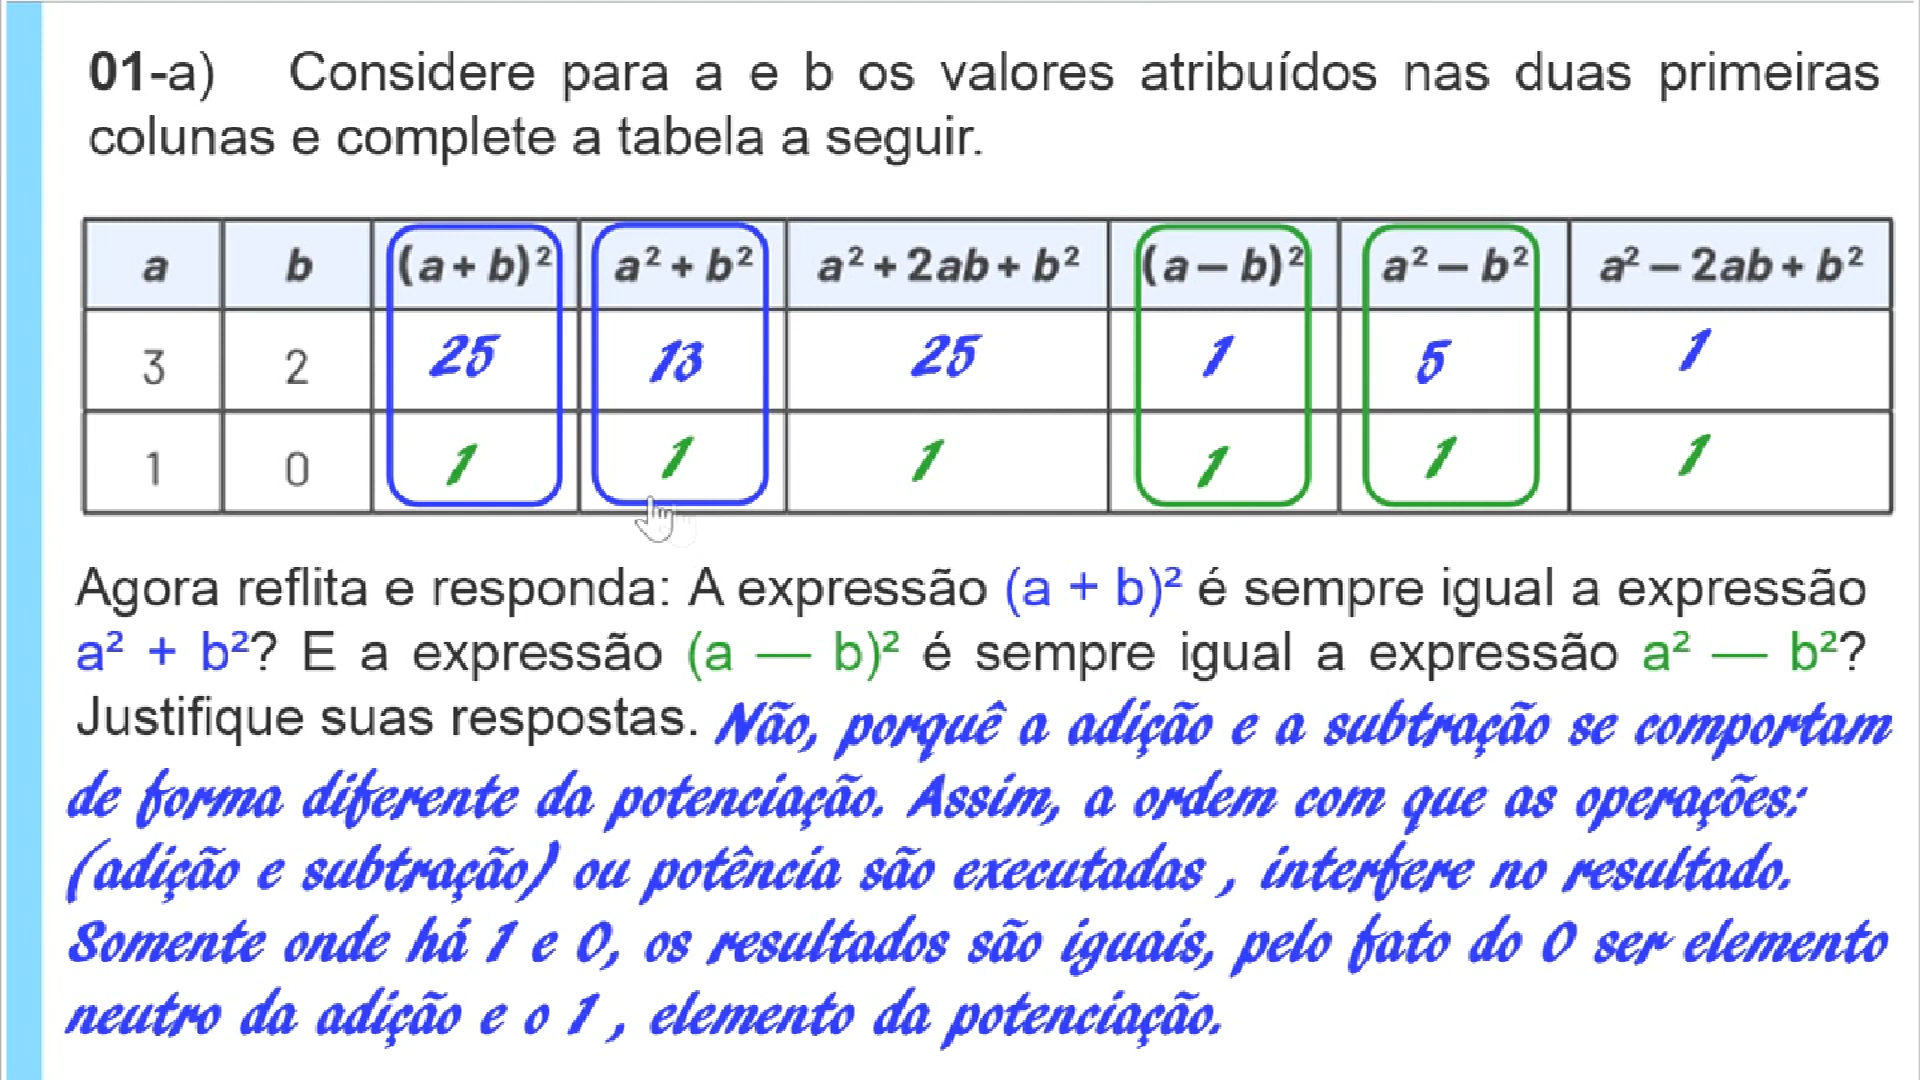 01-a) Considere para a e b os valores atribuídos nas duas primeiras
colunas e complete a tabela a seguir.
a b (a + b)² a² + b² a² + 2ab + b² (a − b)² a² − b² a² − 2ab + b²
3 2 25 13 25 1 5 1
1 0 1 1 1 1 1 1
Agora reflita e responda: A expressão (a + b)² é sempre igual a expressão
a² + b²? E a expressão (a — b)² é sempre igual a expressão a² — b²?
Justifique suas respostas. Não, porquê a adição e a subtração se comportam
de forma diferente da potenciação. Assim, a ordem com que as operações:
(adição e subtração) ou potência são executadas , interfere no resultado.
Somente onde há 1 e 0, os resultados são iguais, pelo fato do 0 ser elemento
neutro da adição e o 1 , elemento da potenciação.